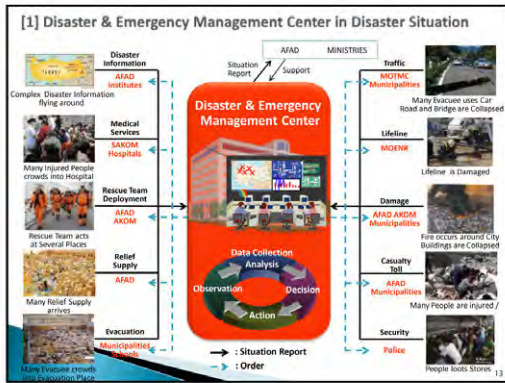 [1] Disaster & Emergency Management Center in Disaster Situation
AFAD MINISTRIES
Situation
Report
Support
Disaster
Information
AFAD
institutes
Complex Disaster Information
flying around
Medical
Services
SAKOM
Hospitals
Many Injured People
crowds into Hospital
Rescue Team
Deployment
AFAD
AKOM
Rescue Team acts
at Several Places
Relief
Supply
AFAD
Many Relief Supply
arrives
Evacuation
Municipalities
Schools
Many Evacuee crowds
into Evacuation Place
Disaster & Emergency
Management Center
Data Collection
Analysis
Observation
Decision
Action
: Situation Report
: Order
Traffic
MOTMC
Municipalities
Many Evacuee uses Car
Road and Bridge are Collapsed
Lifeline
MOENR
Lifeline is Damaged
Damage
AFAD AKOM
Municipalities
Fire occurs around City
Buildings are Collapsed
Casualty
Toll
AFAD
Municipalities
Many People are injured /
Security
Police
People loots Stores
13